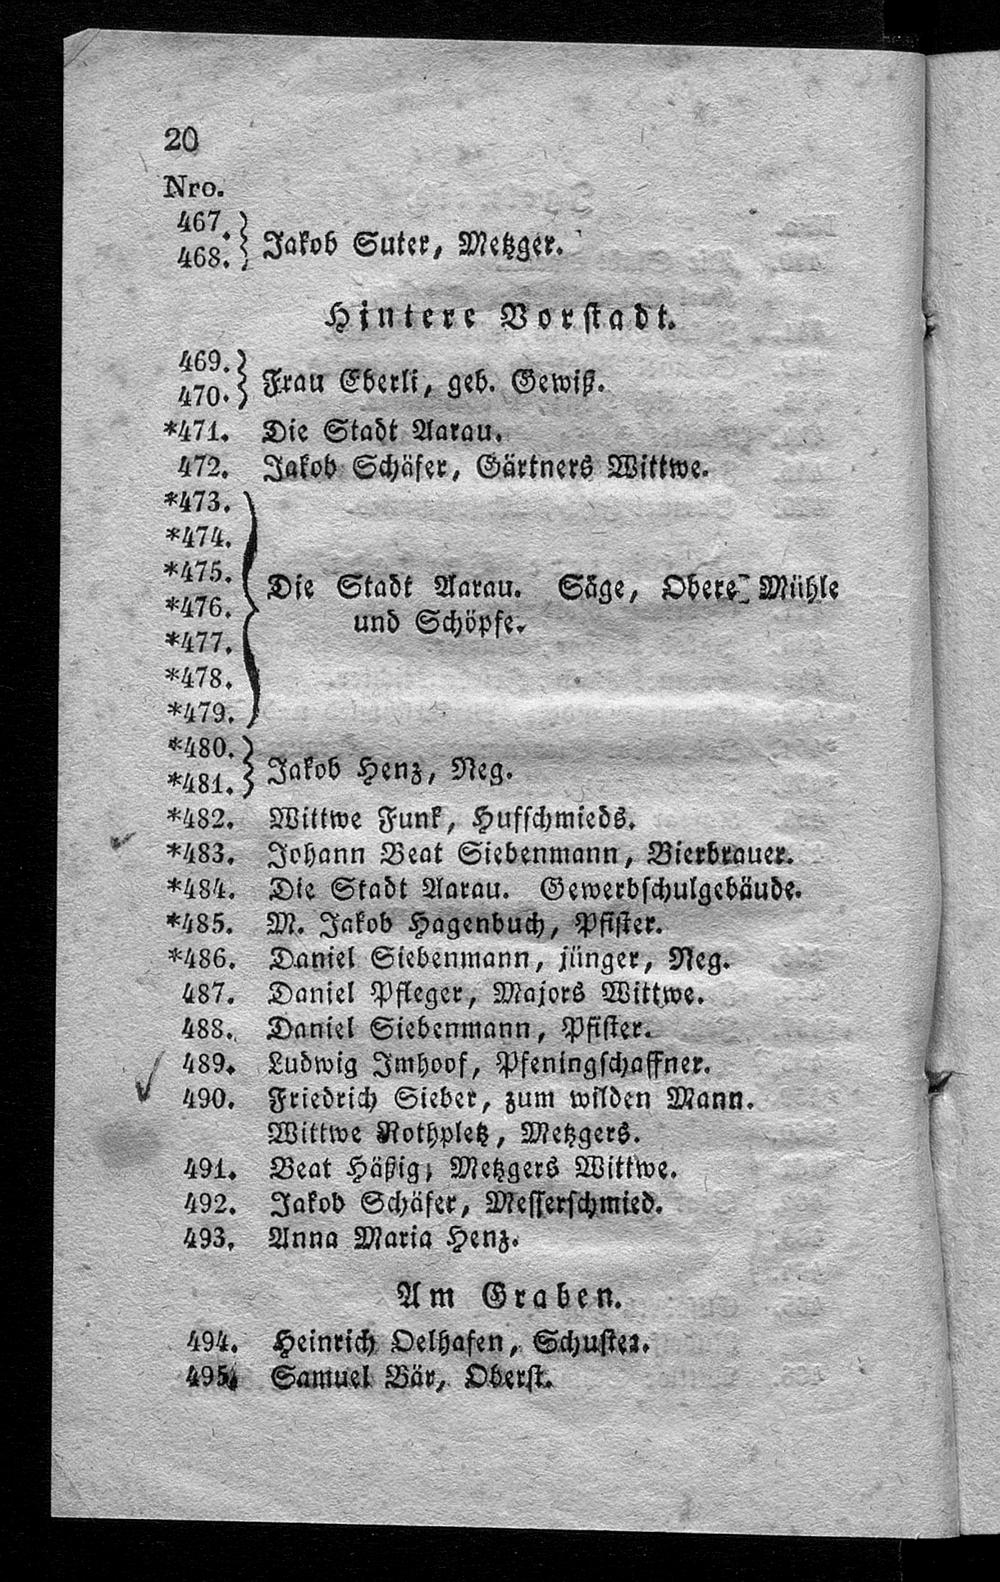 20
Nro.
467.
468. } Jakob Suter, Metzger.
Hintere Vorstadt.
469.
470. } Frau Eberli, geb. Gewiß.
*471. Die Stadt Aarau.
472. Jakob Schäfer, Gärtners Wittwe.
*473.
*474.
*475.
*476. } Die Stadt Aarau. Säge, Obere Mühle
und Schöpfe.
*477.
*478.
*479.
*480.
*481. } Jakob Henz, Neg.
*482. Wittwe Funk, Hufschmieds.
*483. Johann Beat Siebenmann, Bierbrauer.
*484. Die Stadt Aarau. Gewerbschulgebäude.
*485. M. Jakob Hagenbuch, Pfister.
*486. Daniel Siebenmann, jünger, Neg.
487. Daniel Pfleger, Majors Wittwe.
488. Daniel Siebenmann, Pfister.
489. Ludwig Imhoof, Pfeningschaffner.
490. Friedrich Sieber, zum wilden Mann.
Wittwe Rothpletz, Metzgers.
491. Beat Häßig, Metzgers Wittwe.
492. Jakob Schäfer, Messerschmied.
493. Anna Maria Henz.
Am Graben.
494. Heinrich Oelhafen, Schuster.
495. Samuel Bär, Oberst.